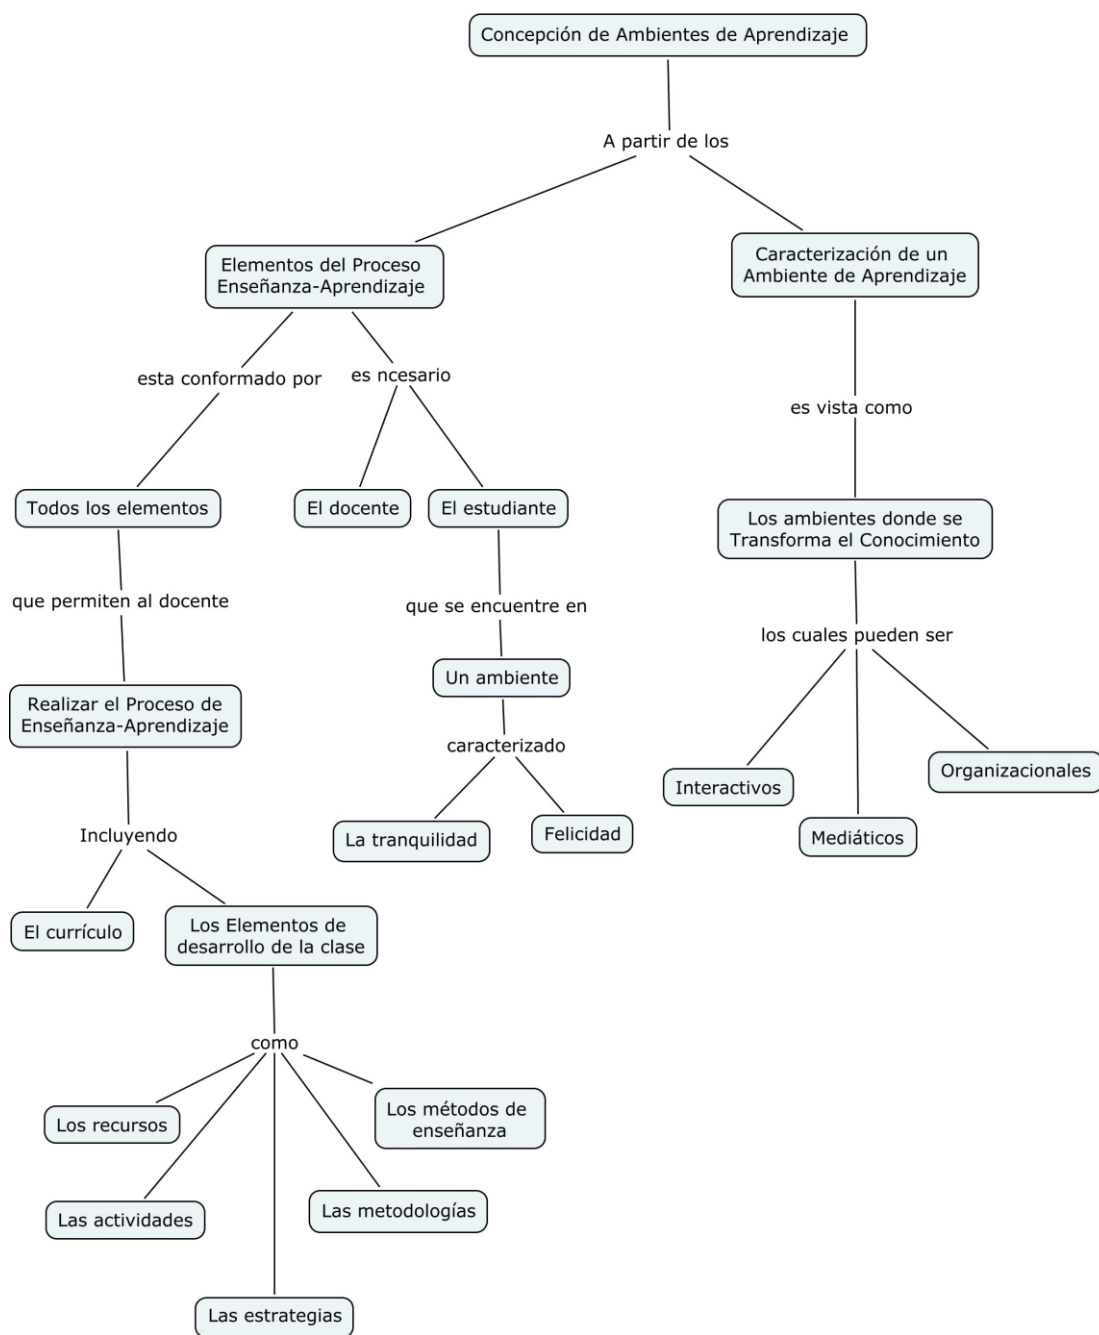 Concepción de Ambientes de Aprendizaje
A partir de los
Elementos del Proceso
Enseñanza-Aprendizaje
Caracterización de un
Ambiente de Aprendizaje
esta conformado por
es ncesario
es vista como
Todos los elementos
El docente
El estudiante
Los ambientes donde se
Transforma el Conocimiento
que permiten al docente
que se encuentre en
los cuales pueden ser
Realizar el Proceso de
Enseñanza-Aprendizaje
Un ambiente
caracterizado
Interactivos
Organizacionales
Mediáticos
Incluyendo
La tranquilidad
Felicidad
El currículo
Los Elementos de
desarrollo de la clase
como
Los recursos
Los métodos de
enseñanza
Las actividades
Las metodologías
Las estrategias